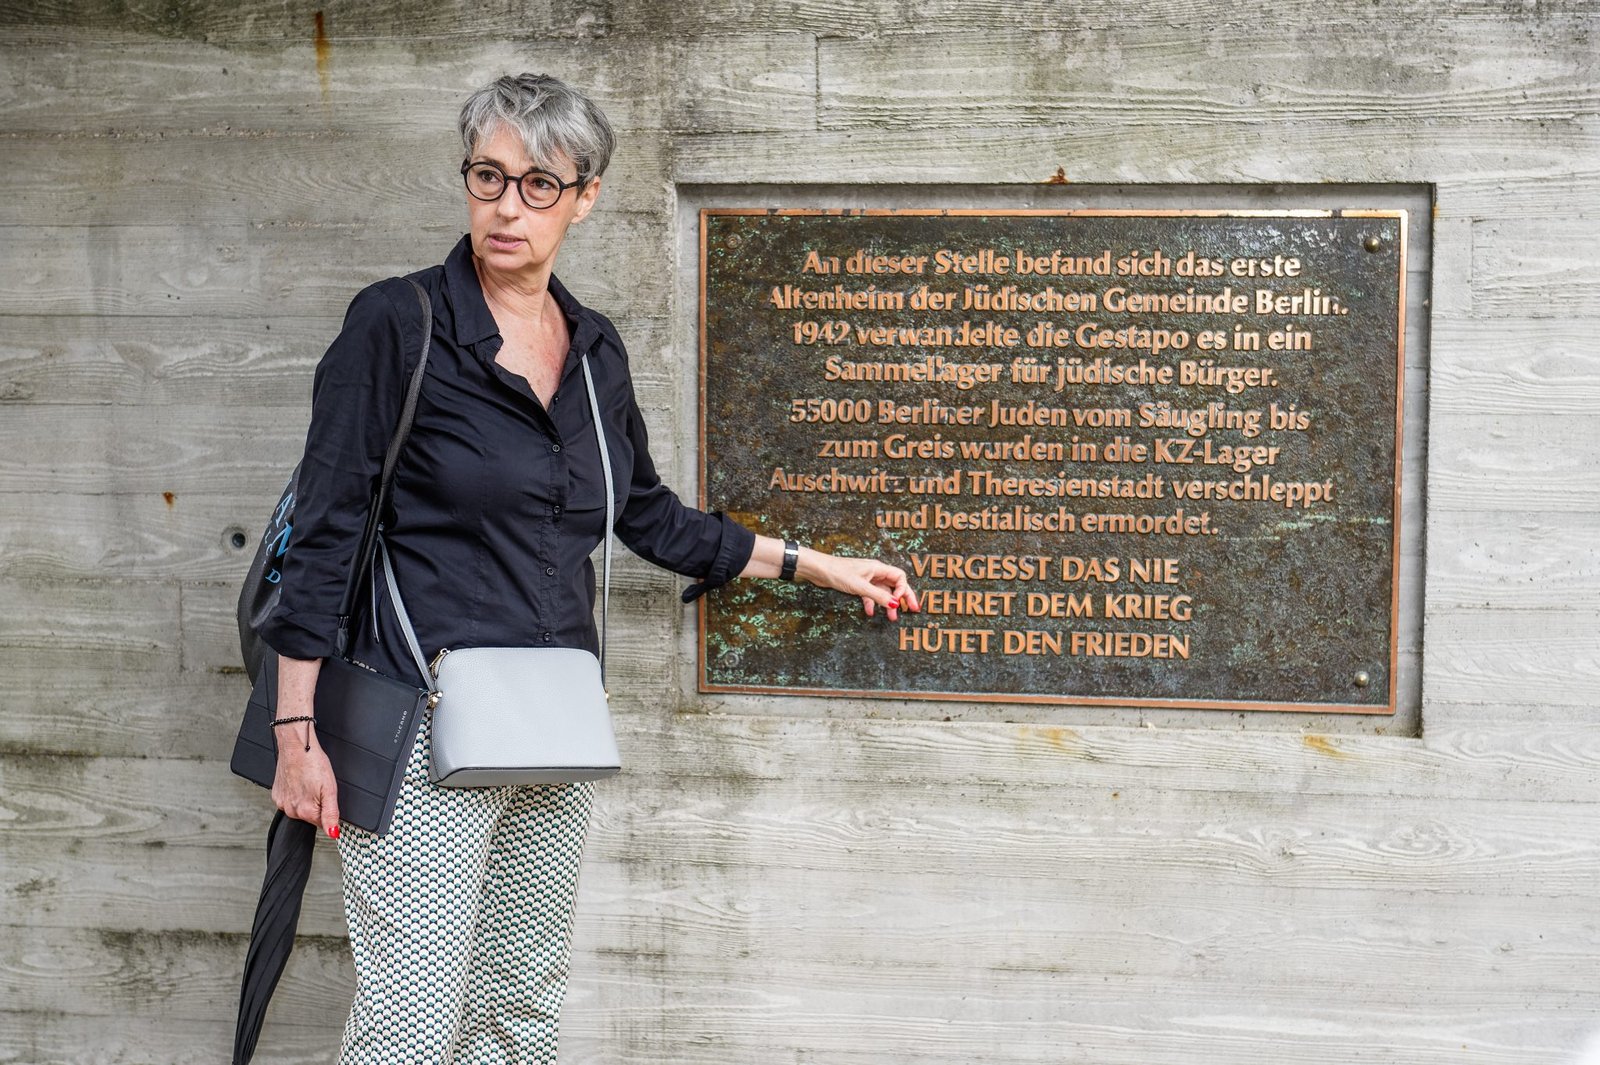 An dieser Stelle befand sich das erste
Altenheim der Jüdischen Gemeinde Berlin.
1942 verwandelte die Gestapo es in ein
Sammellager für jüdische Bürger.
55000 Berliner Juden vom Säugling bis
zum Greis wurden in die KZ-Lager
Auschwitz und Theresienstadt verschleppt
und bestialisch ermordet.
VERGESST DAS NIE
WEHRET DEM KRIEG
HÜTET DEN FRIEDEN
STUCANO
AN
D